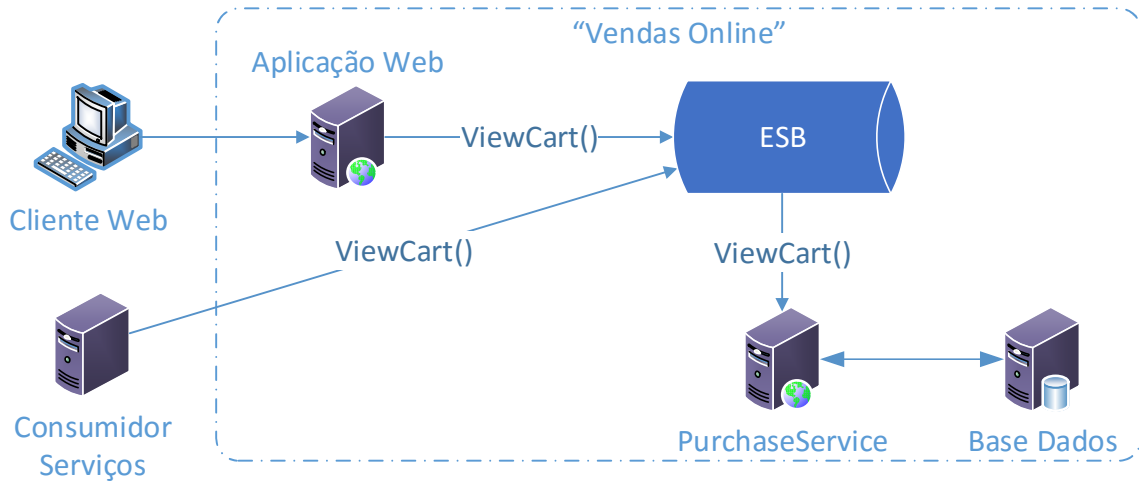 “Vendas Online”
Aplicação Web
ViewCart()
ESB
Cliente Web
ViewCart()
ViewCart()
Consumidor
Serviços
PurchaseService
Base Dados